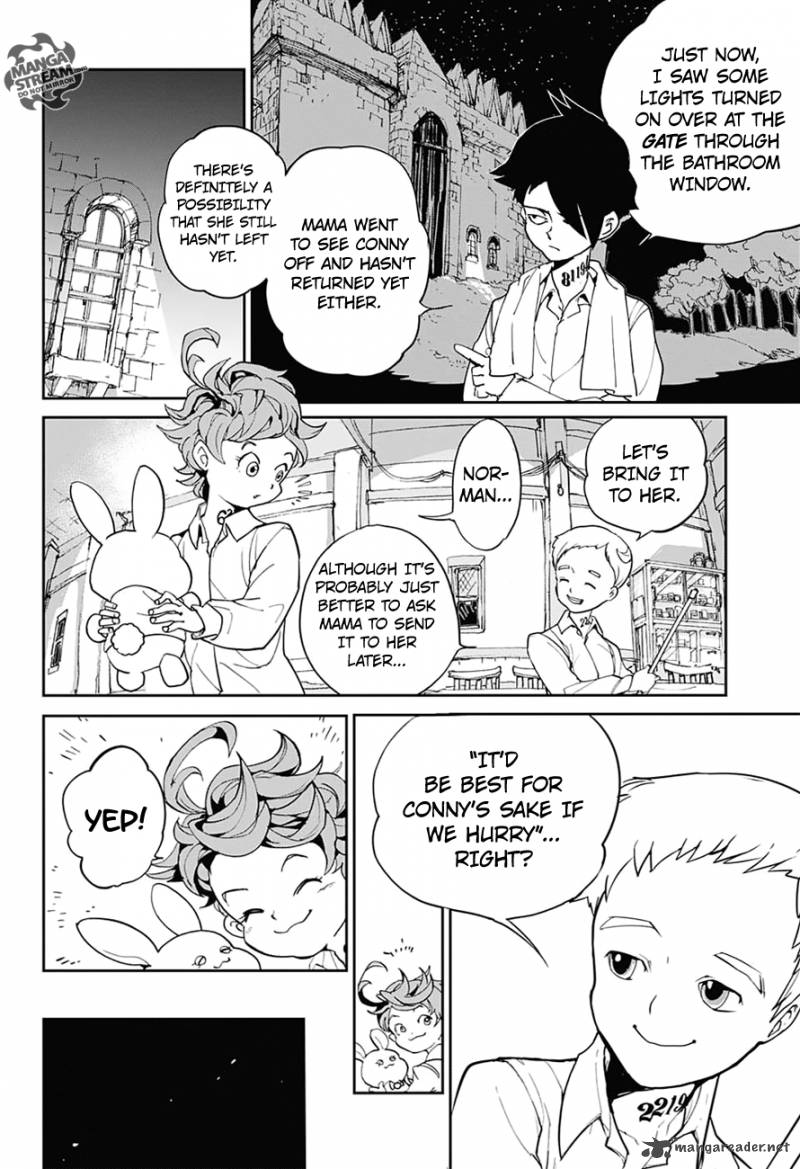 MANGA
STREAM.com
DO NOT MIRROR
JUST NOW,
I SAW SOME
LIGHTS TURNED
ON OVER AT THE
GATE THROUGH
THE BATHROOM
WINDOW.
81194
MAMA WENT
TO SEE CONNY
OFF AND HASN'T
RETURNED YET
EITHER.
THERE'S
DEFINITELY A
POSSIBILITY
THAT SHE STILL
HASN'T LEFT
YET.
LET'S
BRING IT
TO HER.
NOR-
MAN...
ALTHOUGH IT'S
PROBABLY JUST
BETTER TO ASK
MAMA TO SEND
IT TO HER
LATER...
"IT'D
BE BEST FOR
CONNY'S SAKE IF
WE HURRY"...
RIGHT?
2219
YEP!
mangareader.net